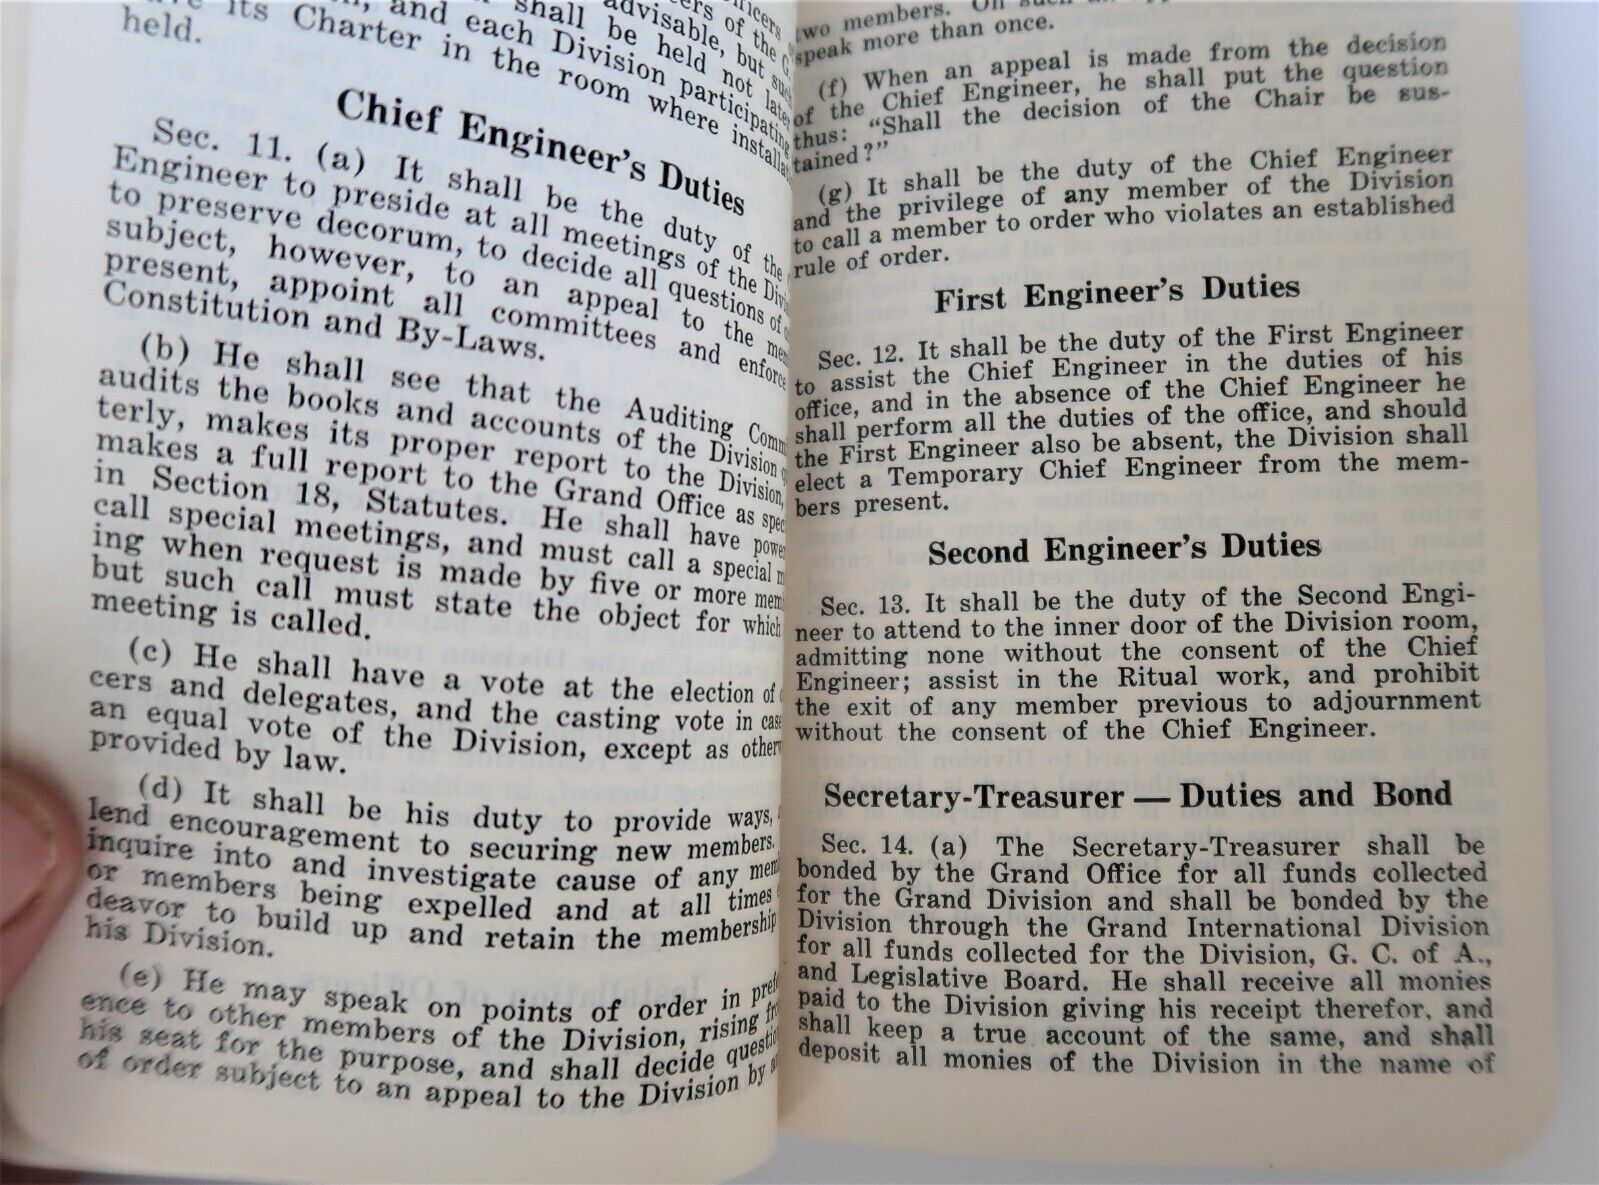 officers
eers of the G.
advisable, but such
shall be held not later
and each Division participating
its Charter in the room where
held.
Chief Engineer's Duties
Sec. 11. (a) It shall be the duty of the
Engineer to preside at all meetings of the
to preserve decorum, to decide all questions of
subject, however, to an appeal to the
present, appoint all committees and enforce
Constitution and By-Laws.
(b) He shall see that the Auditing
audits the books and accounts of the Division
terly, makes its proper report to the Division,
makes a full report to the Grand Office as
in Section 18, Statutes. He shall have power
call special meetings, and must call a special
ing when request is made by five or more
but such call must state the object for which
meeting is called.
(c) He shall have a vote at the election of
cers and delegates, and the casting vote in case
an equal vote of the Division, except as
provided by law.
(d) It shall be his duty to provide ways,
lend encouragement to securing new members.
inquire into and investigate cause of any
or members being expelled and at all times
deavor to build up and retain the membership
his Division.
(e) He may speak on points of order in
ence to other members of the Division, rising
his seat for the purpose, and shall decide
of order subject to an appeal to the Division by
two members. On such
speak more than once.
(f) When an appeal is made from the decision
of the Chief Engineer, he shall put the question
thus: "Shall the decision of the Chair be sus-
tained?"
(g) It shall be the duty of the Chief Engineer
and the privilege of any member of the Division
to call a member to order who violates an established
rule of order.
First Engineer's Duties
Sec. 12. It shall be the duty of the First Engineer
to assist the Chief Engineer in the duties of his
office, and in the absence of the Chief Engineer he
shall perform all the duties of the office, and should
the First Engineer also be absent, the Division shall
elect a Temporary Chief Engineer from the mem-
bers present.
Second Engineer's Duties
Sec. 13. It shall be the duty of the Second Engi-
neer to attend to the inner door of the Division room,
admitting none without the consent of the Chief
Engineer; assist in the Ritual work, and prohibit
the exit of any member previous to adjournment
without the consent of the Chief Engineer.
Secretary-Treasurer — Duties and Bond
Sec. 14. (a) The Secretary-Treasurer shall be
bonded by the Grand Office for all funds collected
for the Grand Division and shall be bonded by the
Division through the Grand International Division
for all funds collected for the Division, G. C. of A.,
and Legislative Board. He shall receive all monies
paid to the Division giving his receipt therefor, and
shall keep a true account of the same, and shall
deposit all monies of the Division in the name of